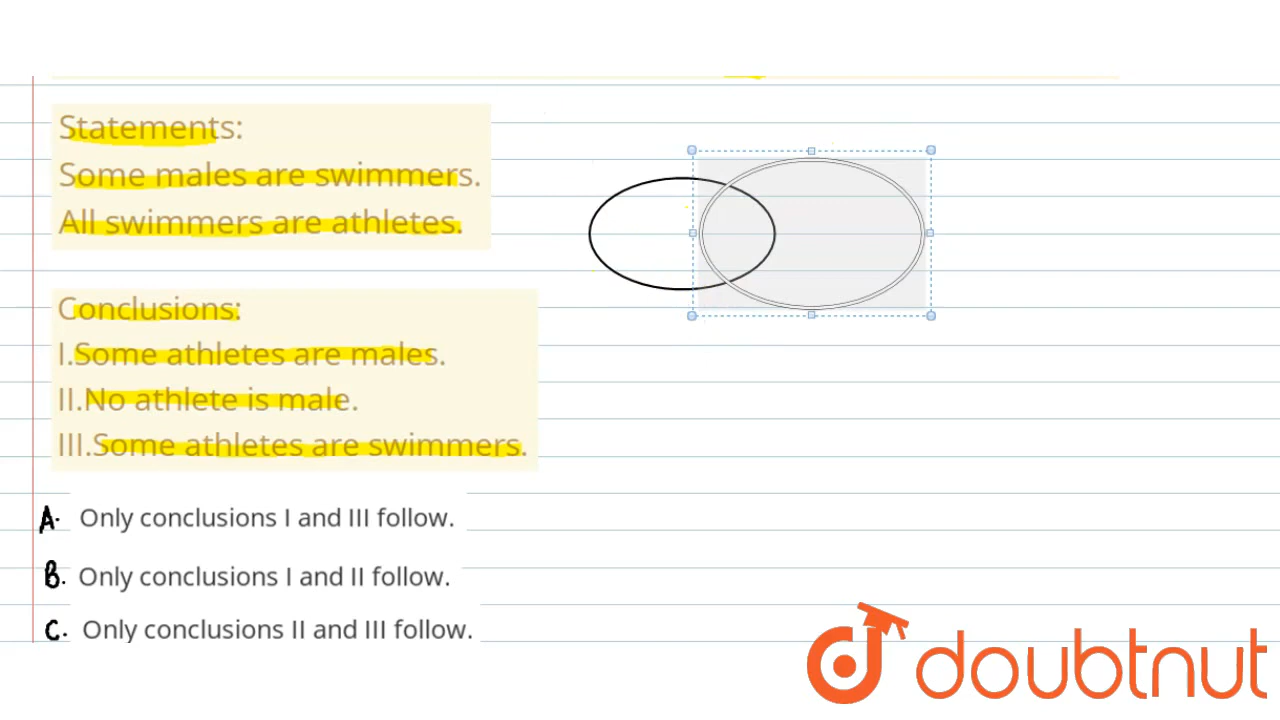 Statements:
Some males are swimmers.
All swimmers are athletes.
Conclusions:
I.Some athletes are males.
II.No athlete is male.
III.Some athletes are swimmers.
A. Only conclusions I and III follow.
B. Only conclusions I and II follow.
C. Only conclusions II and III follow.
doubtnut